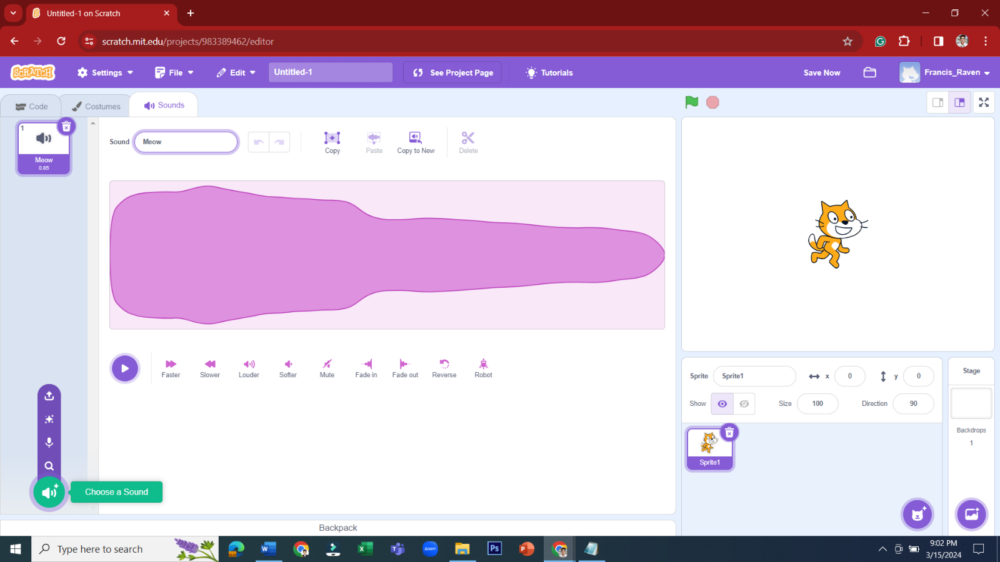 Untitled-1 on Scratch
scratch.mit.edu/projects/983389462/editor
SCRATCH
Settings
File
Edit
Untitled-1
See Project Page
Tutorials
Save Now
Francis_Raven
Code
Costumes
Sounds
1
Meow
0.85
Sound
Meow
Copy
Paste
Copy to New
Delete
Faster
Slower
Louder
Softer
Mute
Fade in
Fade out
Reverse
Robot
Choose a Sound
Backpack
Sprite
Sprite1
x
0
y
0
Show
Size
100
Direction
90
Sprite1
Stage
Backdrops
1
Type here to search
W
X
T
zoom
Ps
P
9:02 PM
3/15/2024